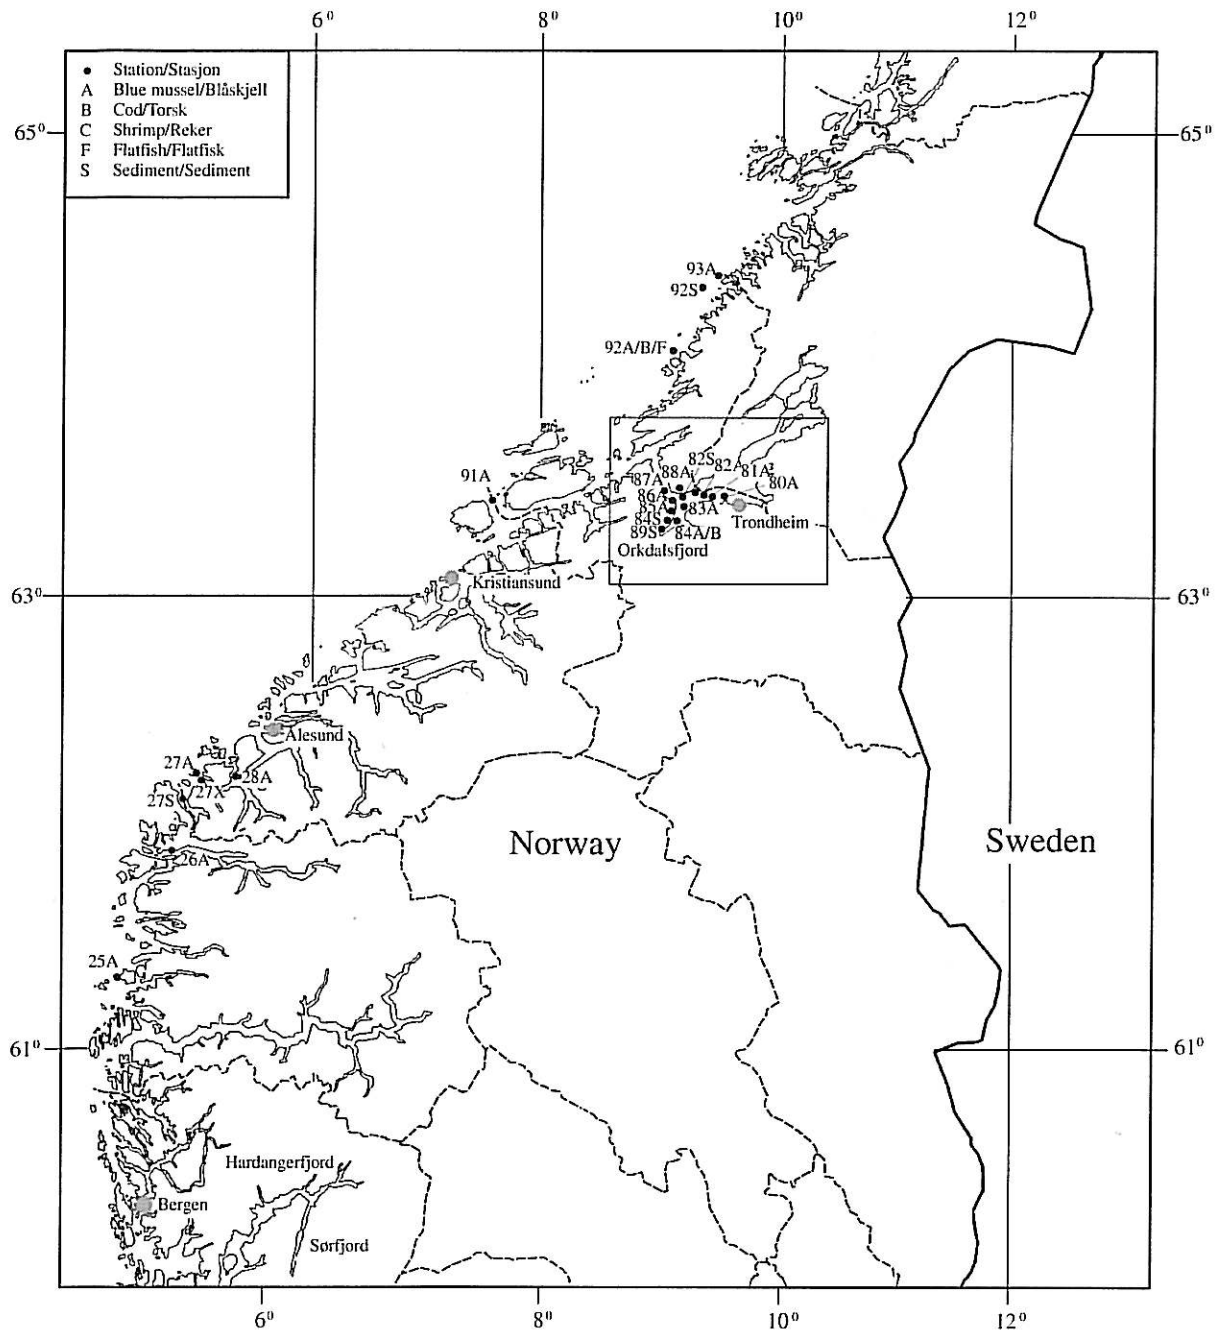 6⁰ 8⁰ 10⁰ 12⁰
● Station/Stasjon
A Blue mussel/Blåskjell
B Cod/Torsk
C Shrimp/Reker
F Flatfish/Flatfisk
S Sediment/Sediment
65⁰ 65⁰
93A
92S
92A/B/F
82S
88A 82A 81A
91A 87A 80A
86A
85A 83A
84S Trondheim
89S 84A/B
Orkdalsfjord
Kristiansund
63⁰ 63⁰
Ålesund
27A
28A
27X
27S
Norway Sweden
26A
25A
61⁰ 61⁰
Hardangerfjord
Bergen
Sørfjord
6⁰ 8⁰ 10⁰ 12⁰